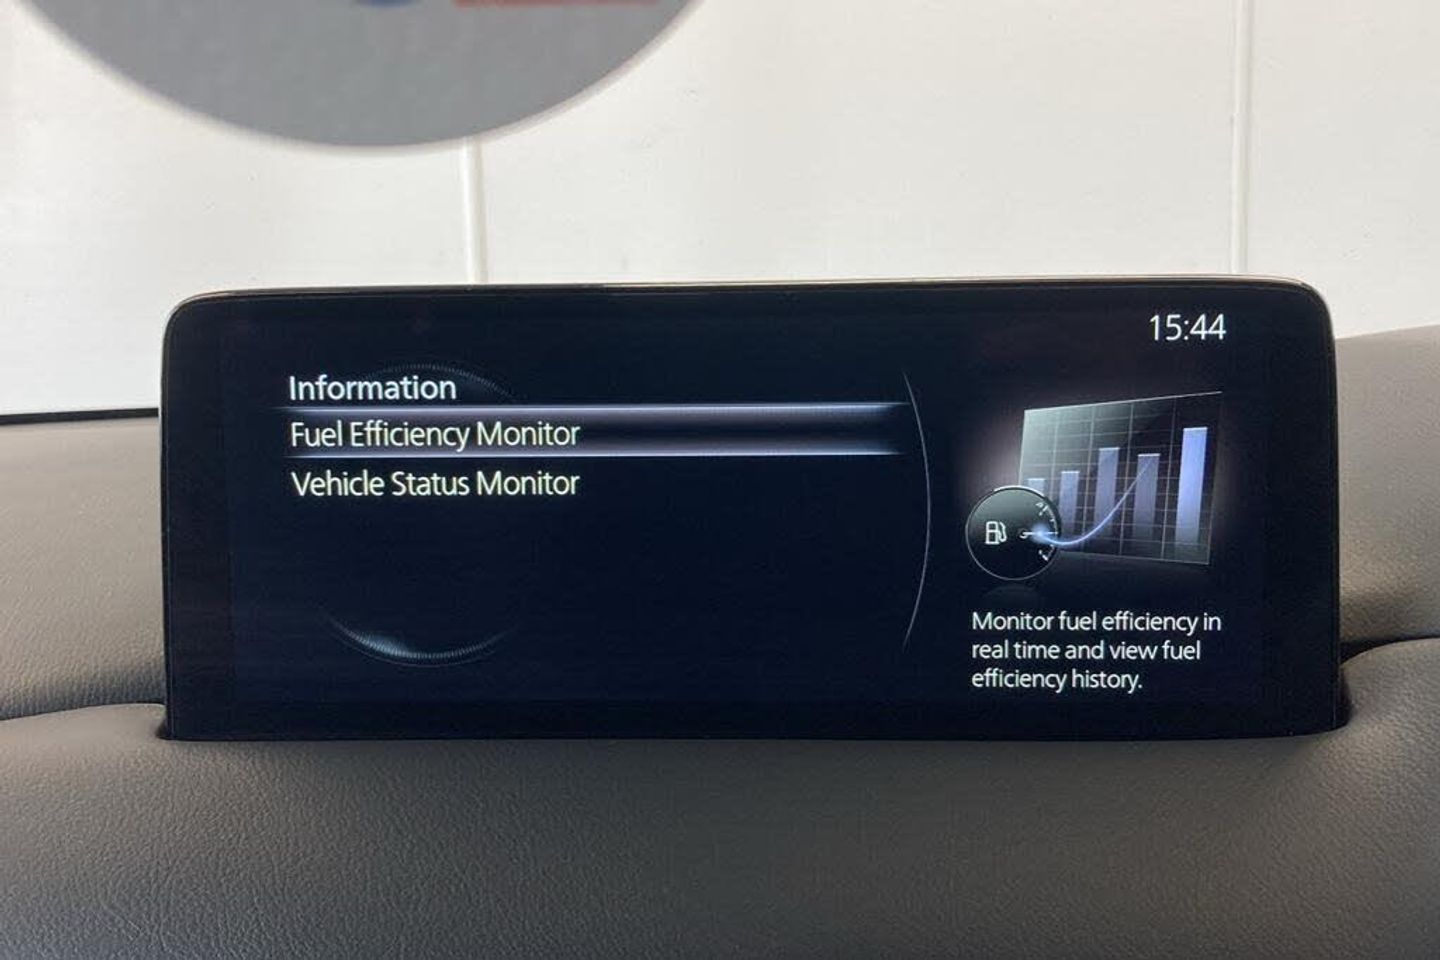 15:44
Information
Fuel Efficiency Monitor
Vehicle Status Monitor
Monitor fuel efficiency in
real time and view fuel
efficiency history.